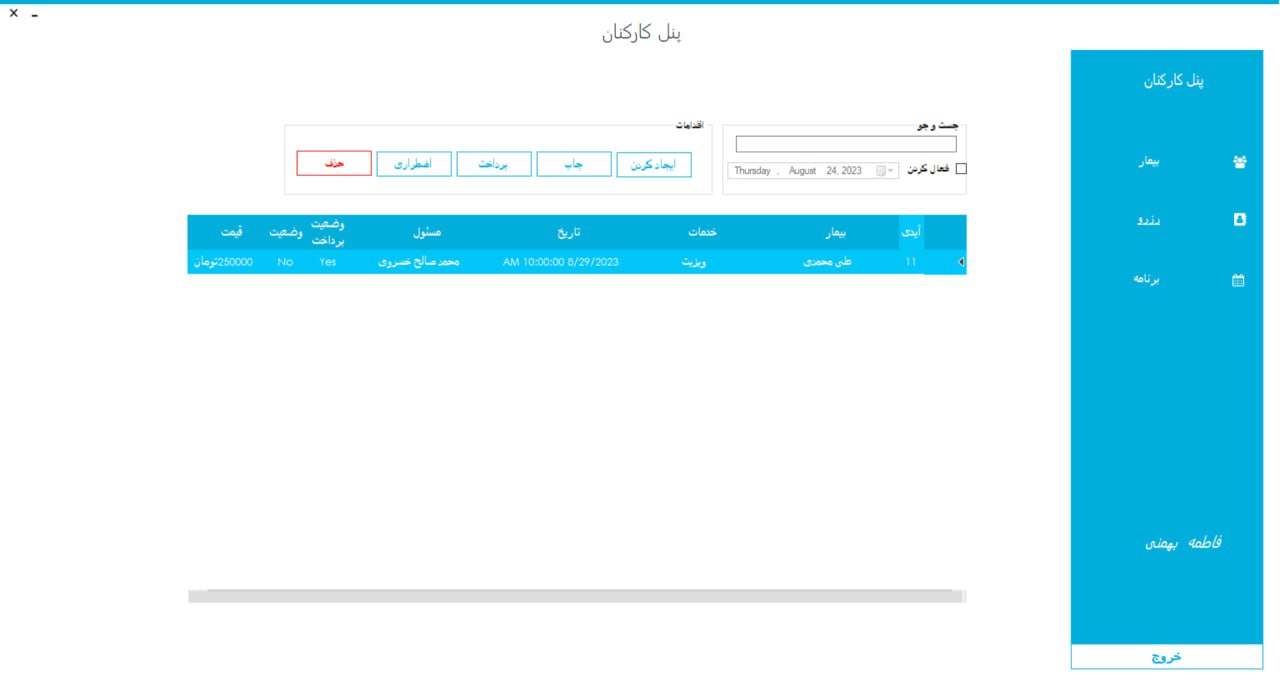 پنل کارکنان
پنل کارکنان
بیمار
رزرو
برنامه
فاطمه بهمنی
خروج
جست و جو
فعال کردن
Thursday , August 24, 2023
اقدامات
ایجاد کردن
چاپ
پرداخت
اضطراری
حذف
آیدی بیمار خدمات تاریخ مسئول وضعیت پرداخت وضعیت قیمت
11 علی محمدی ویزیت AM 10:00:00 8/29/2023 محمد صالح خسروی Yes No 250000تومان